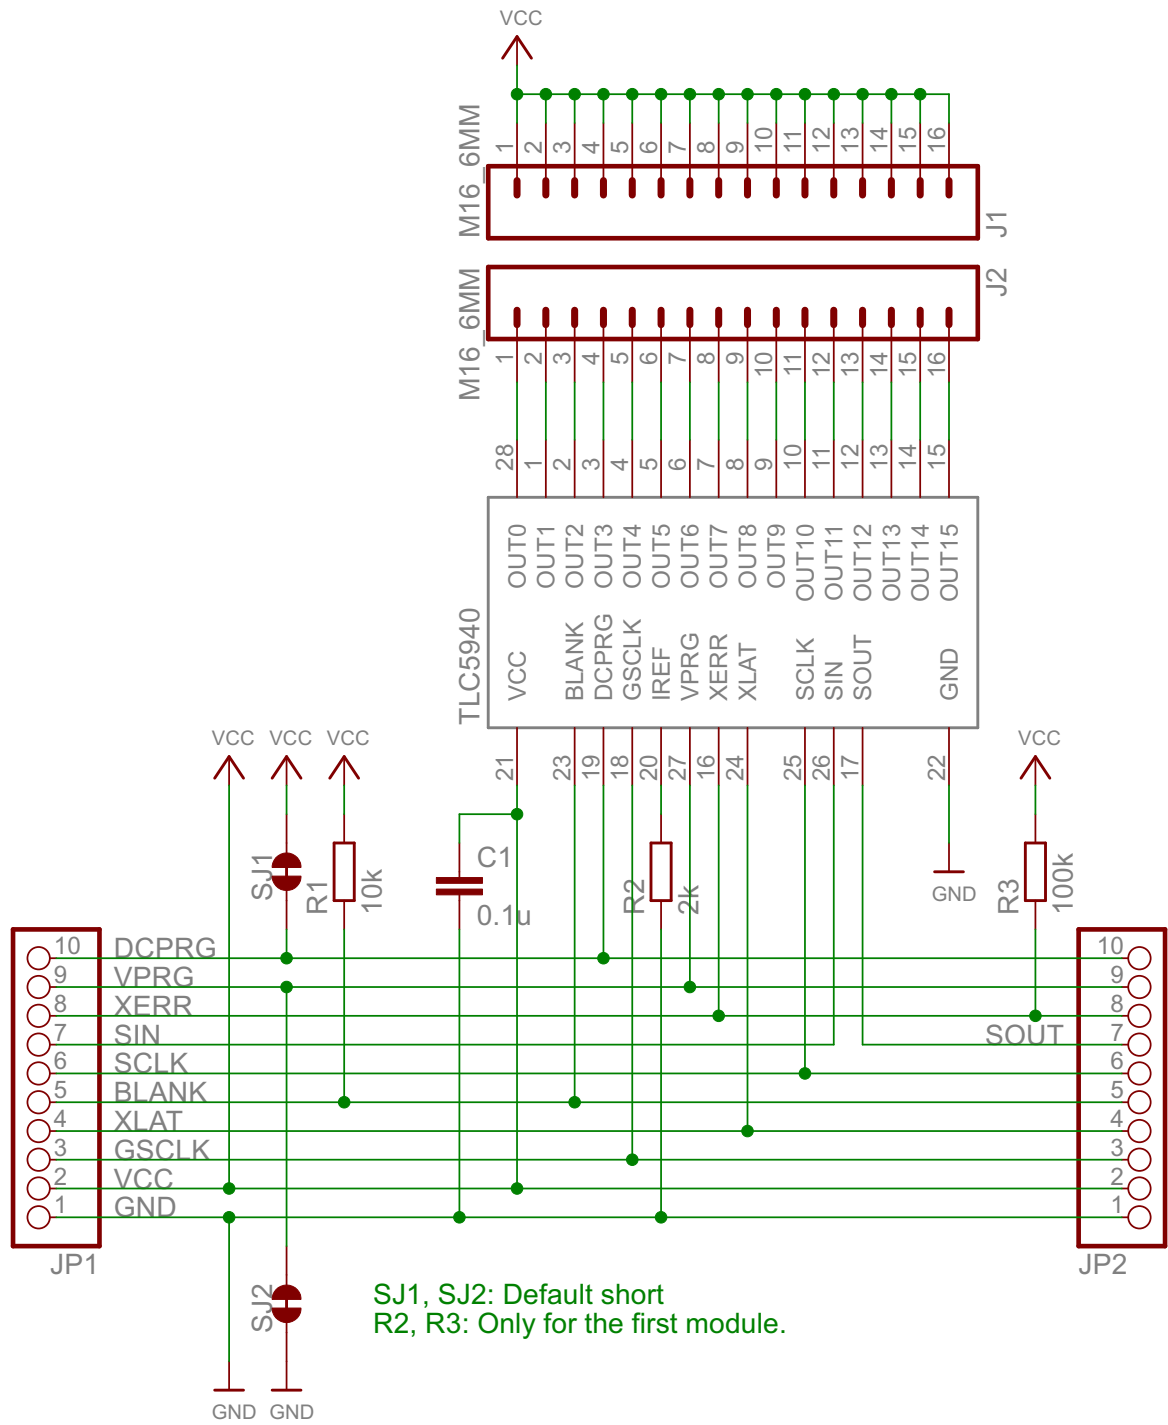 VCC
1 2 3 4 5 6 7 8 9 10 11 12 13 14 15 16
M16_6MM
J1
J2
M16_6MM
1 2 3 4 5 6 7 8 9 10 11 12 13 14 15 16
28 1 2 3 4 5 6 7 8 9 10 11 12 13 14 15
OUT0 OUT1 OUT2 OUT3 OUT4 OUT5 OUT6 OUT7 OUT8 OUT9 OUT10 OUT11 OUT12 OUT13 OUT14 OUT15
TLC5940
VCC BLANK DCPRG GSCLK IREF VPRG XERR XLAT SCLK SIN SOUT GND
21 23 19 18 20 27 16 24 25 26 17 22
VCC VCC VCC
VCC
SJ1
R1
10k
C1
0.1u
R2
2k
GND
R3
100k
10 DCPRG 10
9 VPRG 9
8 XERR 8
7 SIN SOUT 7
6 SCLK 6
5 BLANK 5
4 XLAT 4
3 GSCLK 3
2 VCC 2
1 GND 1
JP1
JP2
SJ2
SJ1, SJ2: Default short
R2, R3: Only for the first module.
GND GND